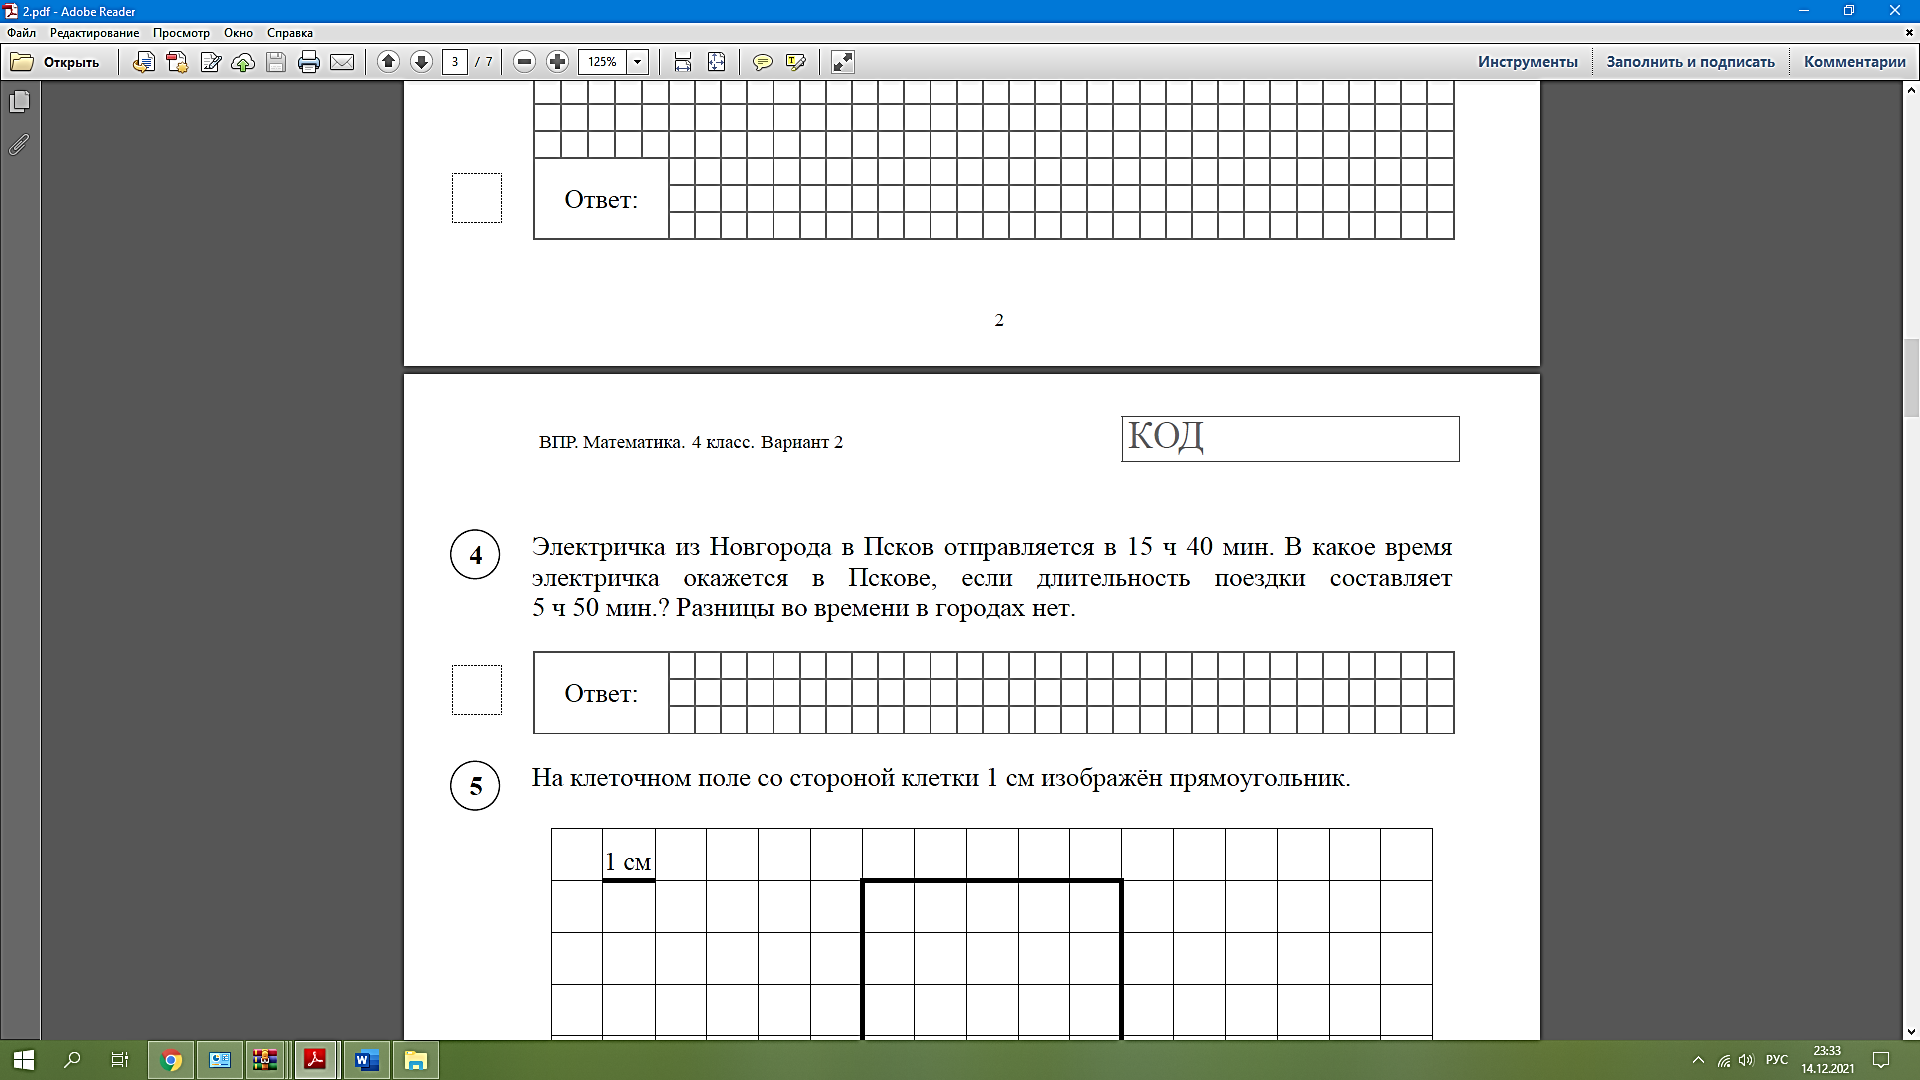 2.pdf - Adobe Reader
Файл Редактирование Просмотр Окно Справка
Открыть 3 / 7 125% Инструменты Заполнить и подписать Комментарии
Ответ:
2
ВПР. Математика. 4 класс. Вариант 2
КОД
4 Электричка из Новгорода в Псков отправляется в 15 ч 40 мин. В какое время
электричка окажется в Пскове, если длительность поездки составляет
5 ч 50 мин.? Разницы во времени в городах нет.
Ответ:
5 На клеточном поле со стороной клетки 1 см изображён прямоугольник.
1 см
РУС
23:33
14.12.2021